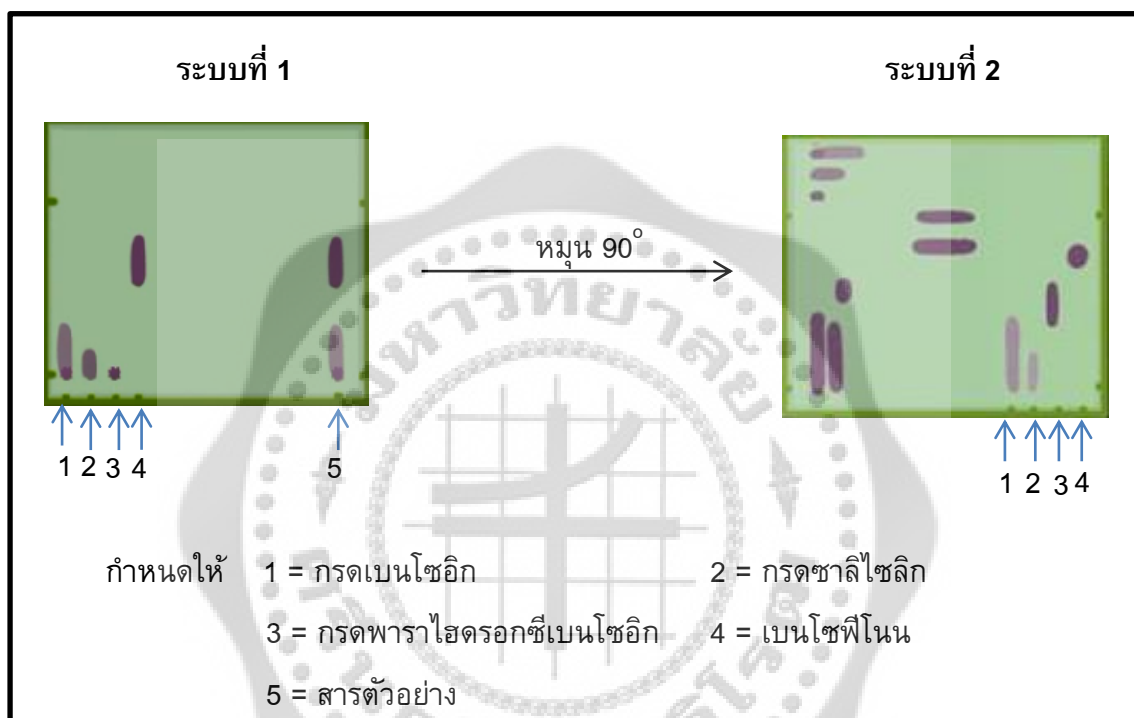 ระบบที่ 1 ระบบที่ 2
หมุน 90°
1 2 3 4 5
1 2 3 4
กำหนดให้ 1 = กรดเบนโซอิก 2 = กรดซาลิไซลิก
3 = กรดพาราไฮดรอกซีเบนโซอิก 4 = เบนโซฟีโนน
5 = สารตัวอย่าง